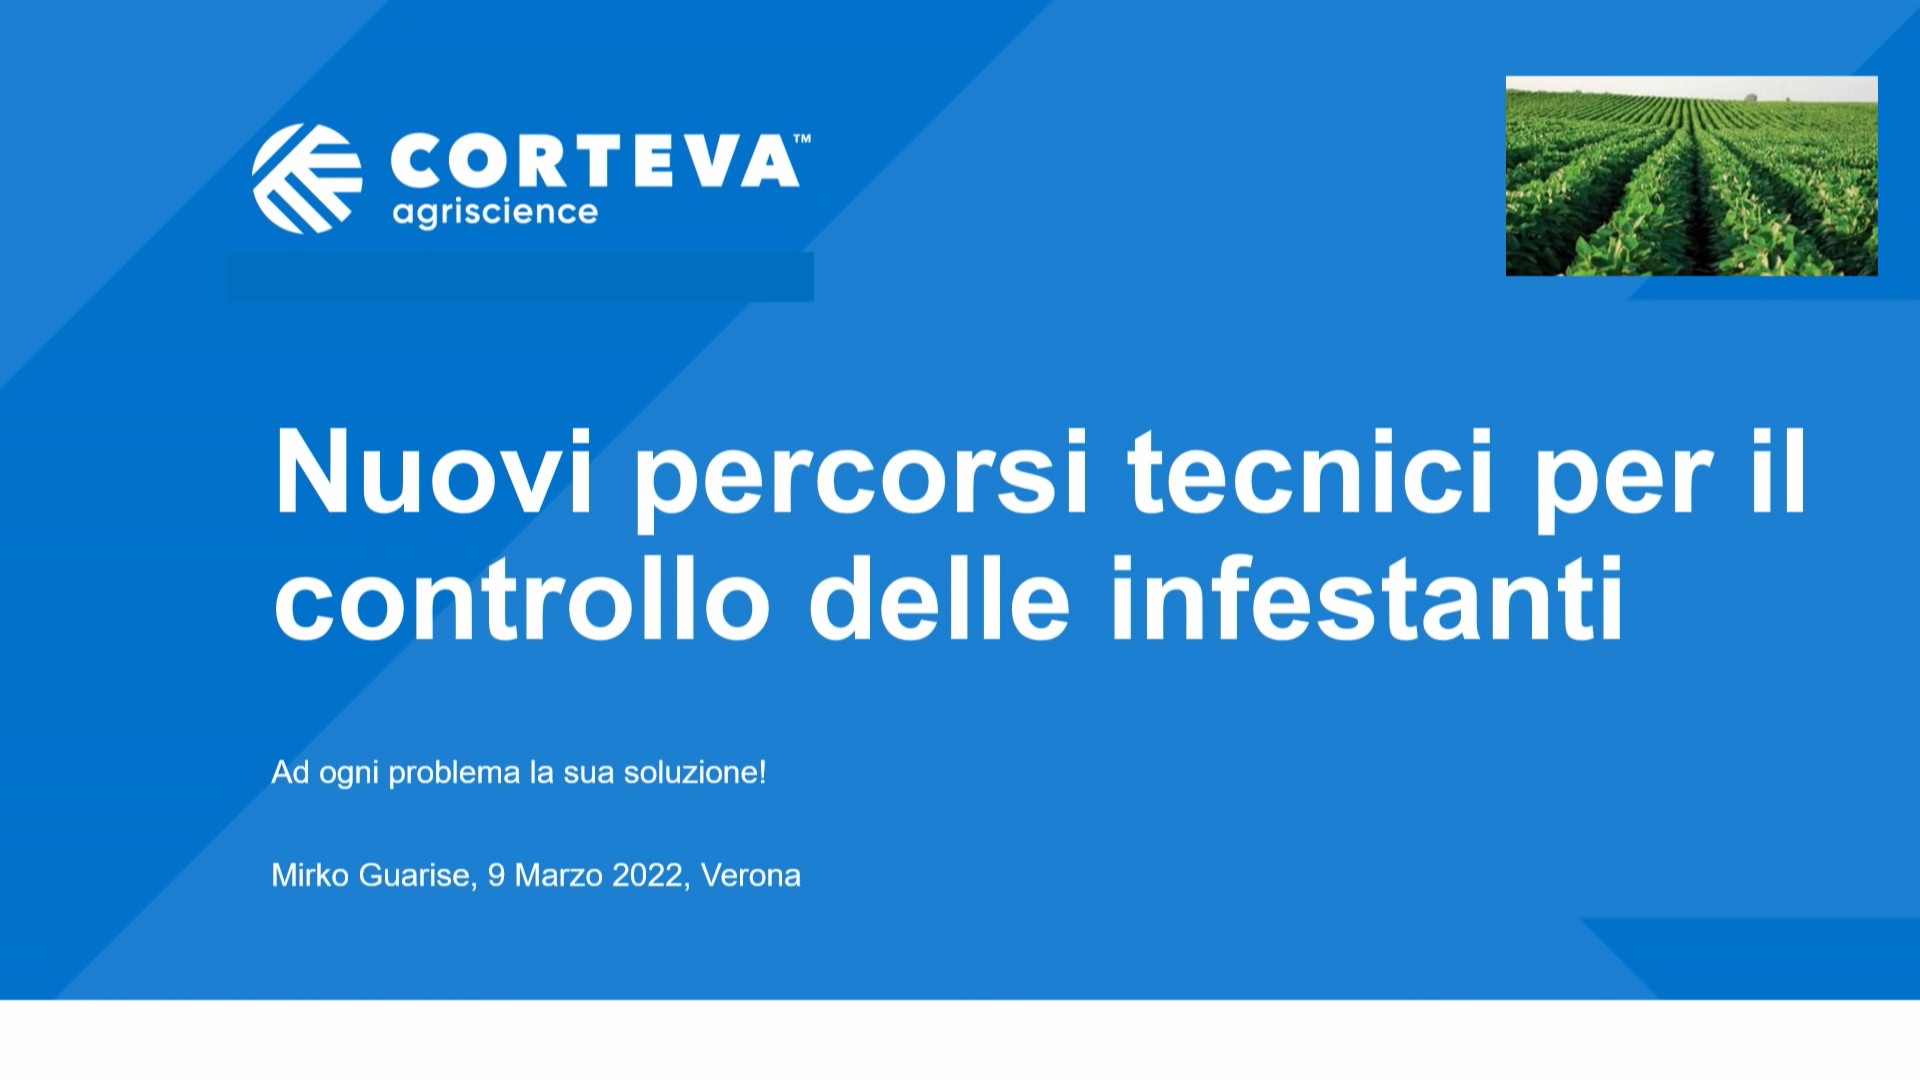 CORTEVA™
agriscience
Nuovi percorsi tecnici per il
controllo delle infestanti
Ad ogni problema la sua soluzione!
Mirko Guarise, 9 Marzo 2022, Verona